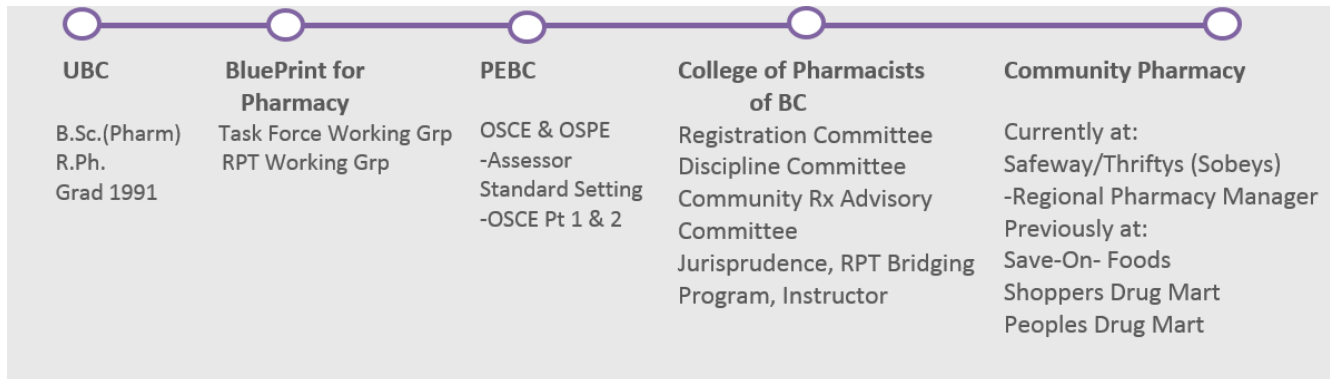 UBC
B.Sc.(Pharm)
R.Ph.
Grad 1991
BluePrint for
Pharmacy
Task Force Working Grp
RPT Working Grp
PEBC
OSCE & OSPE
-Assessor
Standard Setting
-OSCE Pt 1 & 2
College of Pharmacists
of BC
Registration Committee
Discipline Committee
Community Rx Advisory
Committee
Jurisprudence, RPT Bridging
Program, Instructor
Community Pharmacy
Currently at:
Safeway/Thriftys (Sobeys)
-Regional Pharmacy Manager
Previously at:
Save-On- Foods
Shoppers Drug Mart
Peoples Drug Mart